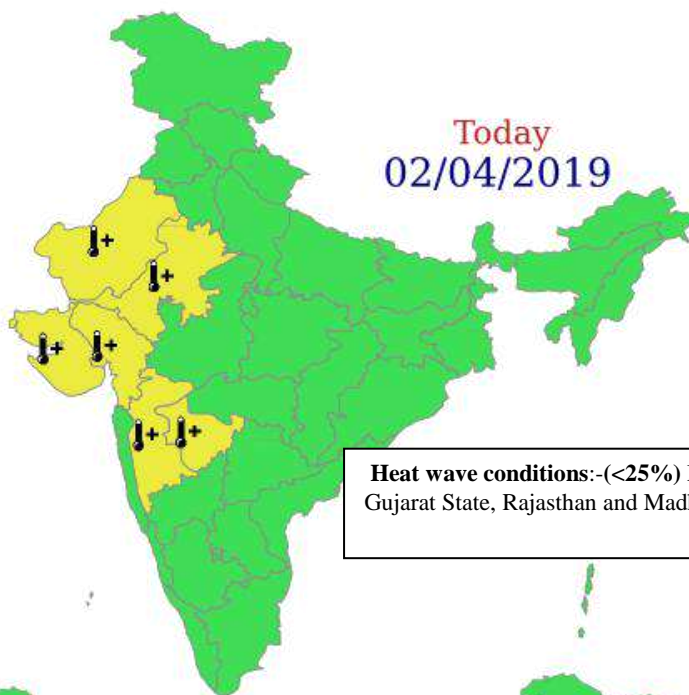 Today
02/04/2019
Heat wave conditions:-(<25%)
Gujarat State, Rajasthan and